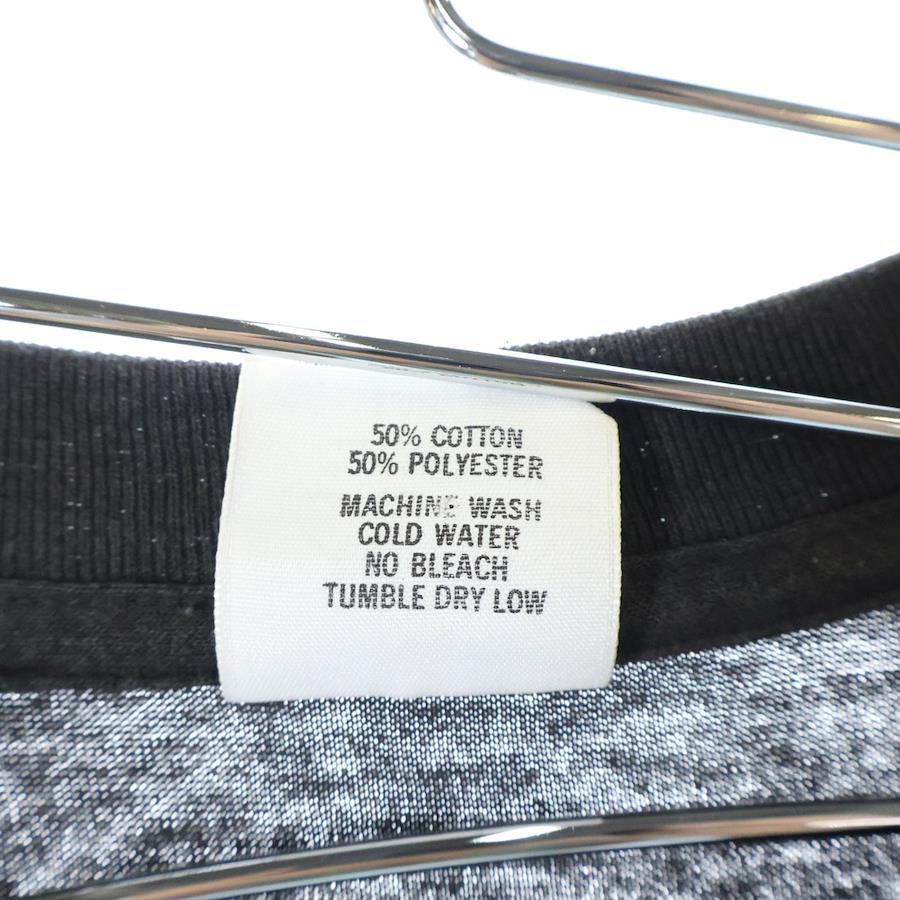 50% COTTON
50% POLYESTER
MACHINE WASH
COLD WATER
NO BLEACH
TUMBLE DRY LOW